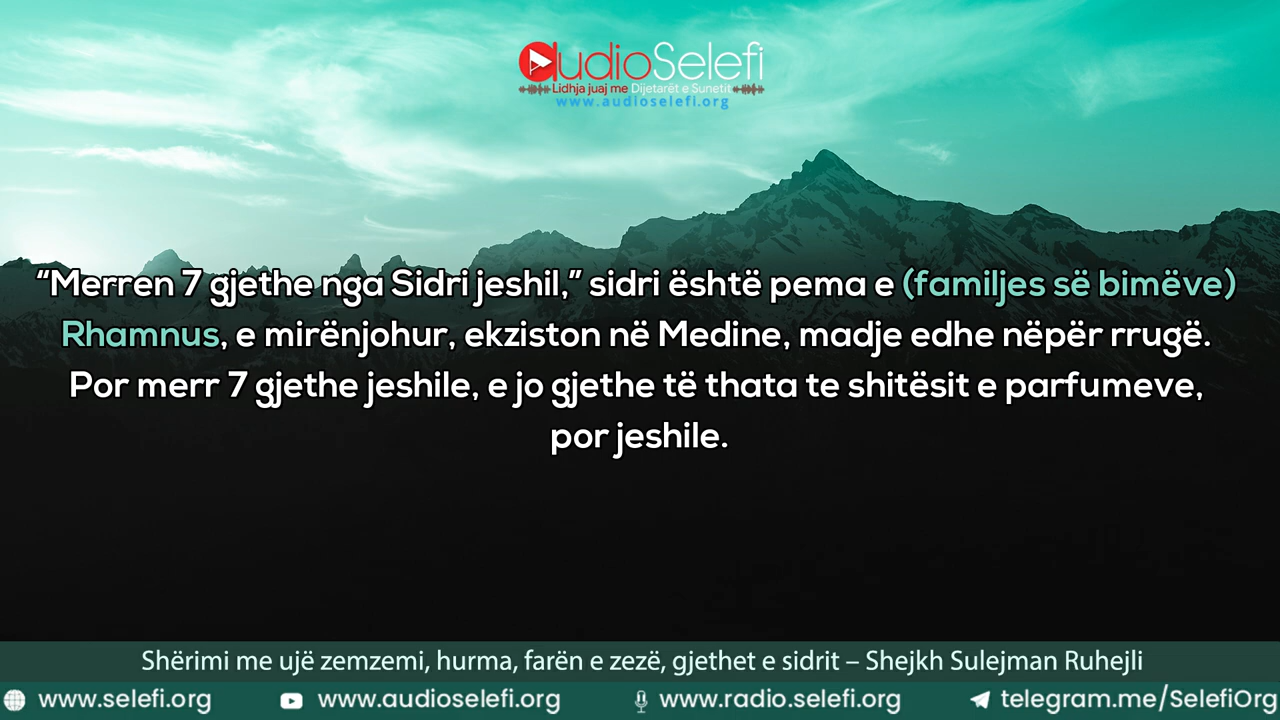 audioSelefi
Lidhja juaj me Dijetarët e Sunetit
www.audioselefi.org
“Merren 7 gjethe nga Sidri jeshil,” sidri është pema e (familjes së bimëve)
Rhamnus, e mirënjohur, ekziston në Medine, madje edhe nëpër rrugë.
Por merr 7 gjethe jeshile, e jo gjethe të thata te shitësit e parfumeve,
por jeshile.
Shërimi me ujë zemzemi, hurma, farën e zezë, gjethet e sidrit – Shejkh Sulejman Ruhejli
www.selefi.org www.audioselefi.org www.radio.selefi.org telegram.me/SelefiOrg